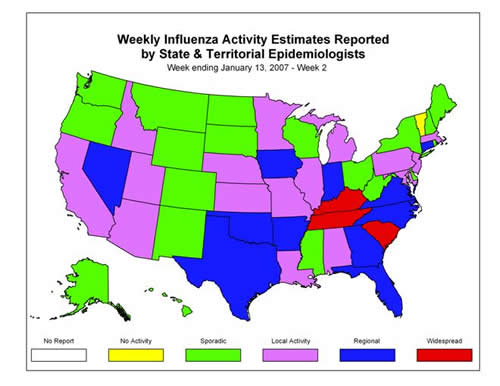 Weekly Influenza Activity Estimates Reported
by State & Territorial Epidemiologists
Week ending January 13, 2007 - Week 2
No Report No Activity Sporadic Local Activity Regional Widespread